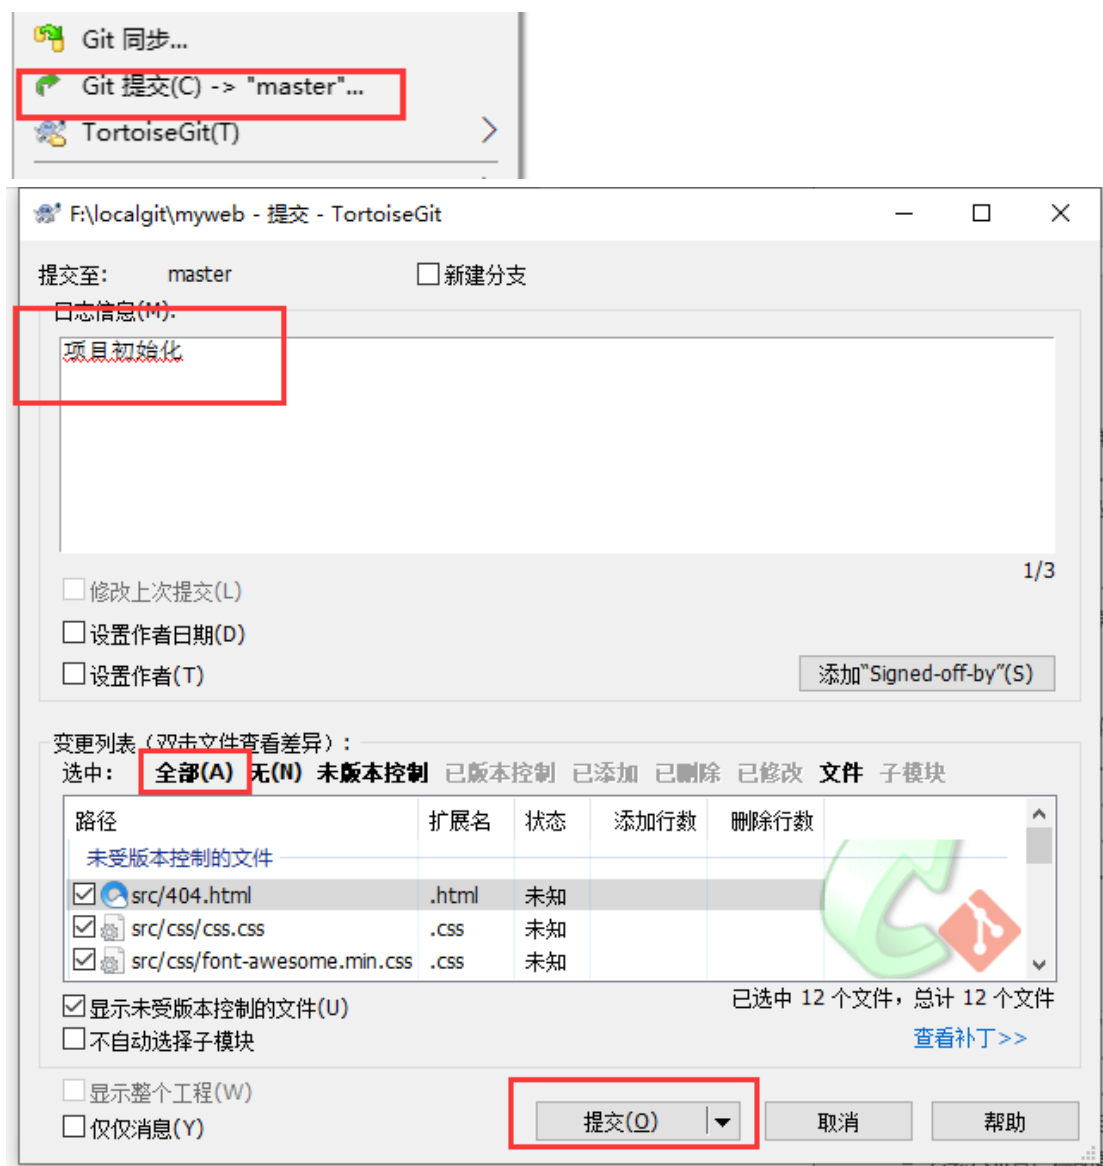 Git 同步...
Git 提交(C) -> "master"...
TortoiseGit(T)
F:\localgit\myweb - 提交 - TortoiseGit
提交至: master 新建分支
日志信息(M):
项目初始化
1/3
修改上次提交(L)
设置作者日期(D)
设置作者(T)
添加"Signed-off-by"(S)
变更列表（双击文件查看差异）:
选中: 全部(A) 无(N) 未版本控制 已版本控制 已添加 已删除 已修改 文件 子模块
路径 扩展名 状态 添加行数 删除行数
未受版本控制的文件
src/404.html .html 未知
src/css/css.css .css 未知
src/css/font-awesome.min.css .css 未知
显示未受版本控制的文件(U) 已选中 12 个文件，总计 12 个文件
不自动选择子模块 查看补丁>>
显示整个工程(W)
仅仅消息(Y)
提交(O) 取消 帮助